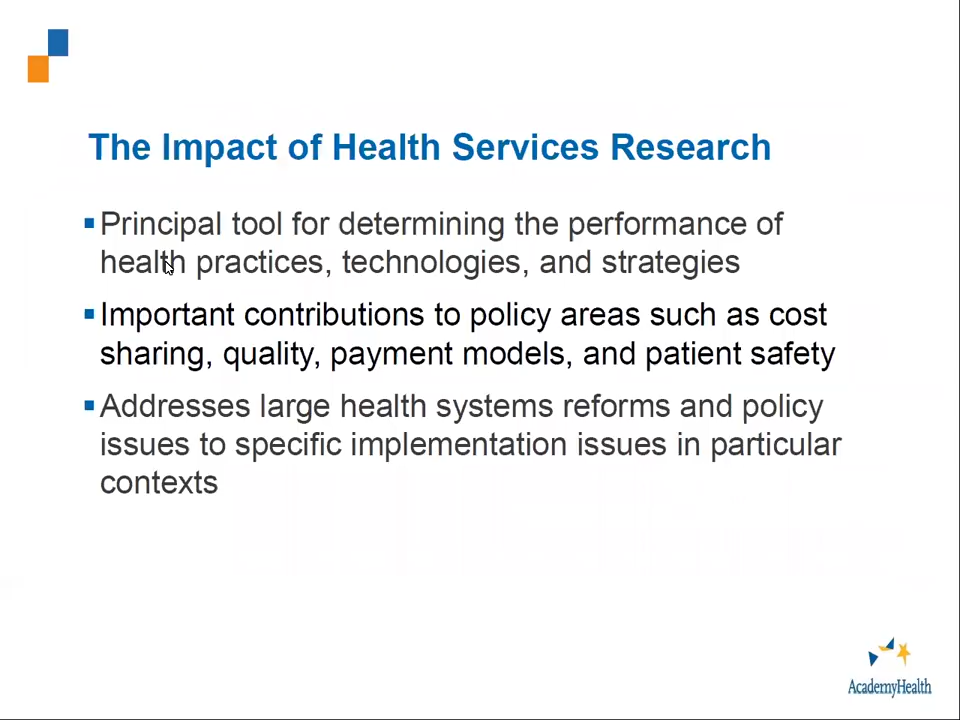 The Impact of Health Services Research
Principal tool for determining the performance of
health practices, technologies, and strategies
Important contributions to policy areas such as cost
sharing, quality, payment models, and patient safety
Addresses large health systems reforms and policy
issues to specific implementation issues in particular
contexts
AcademyHealth